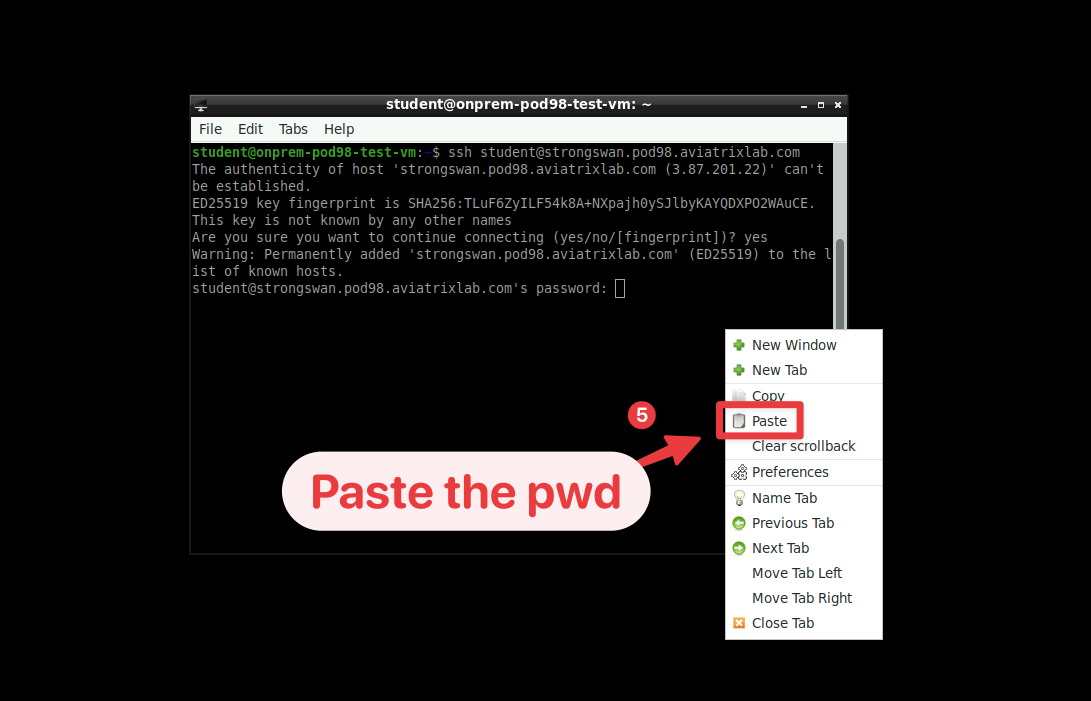 student@onprem-pod98-test-vm: ~
File Edit Tabs Help
student@onprem-pod98-test-vm:~$ ssh student@strongswan.pod98.aviatrixlab.com
The authenticity of host 'strongswan.pod98.aviatrixlab.com (3.87.201.22)' can't
be established.
ED25519 key fingerprint is SHA256:TLuF6ZyILF54k8A+NXpajh0ySJlbyKAYQDXPO2WAuCE.
This key is not known by any other names
Are you sure you want to continue connecting (yes/no/[fingerprint])? yes
Warning: Permanently added 'strongswan.pod98.aviatrixlab.com' (ED25519) to the l
ist of known hosts.
student@strongswan.pod98.aviatrixlab.com's password:
New Window
New Tab
Copy
Paste
Clear scrollback
Preferences
Name Tab
Previous Tab
Next Tab
Move Tab Left
Move Tab Right
Close Tab
5
Paste the pwd